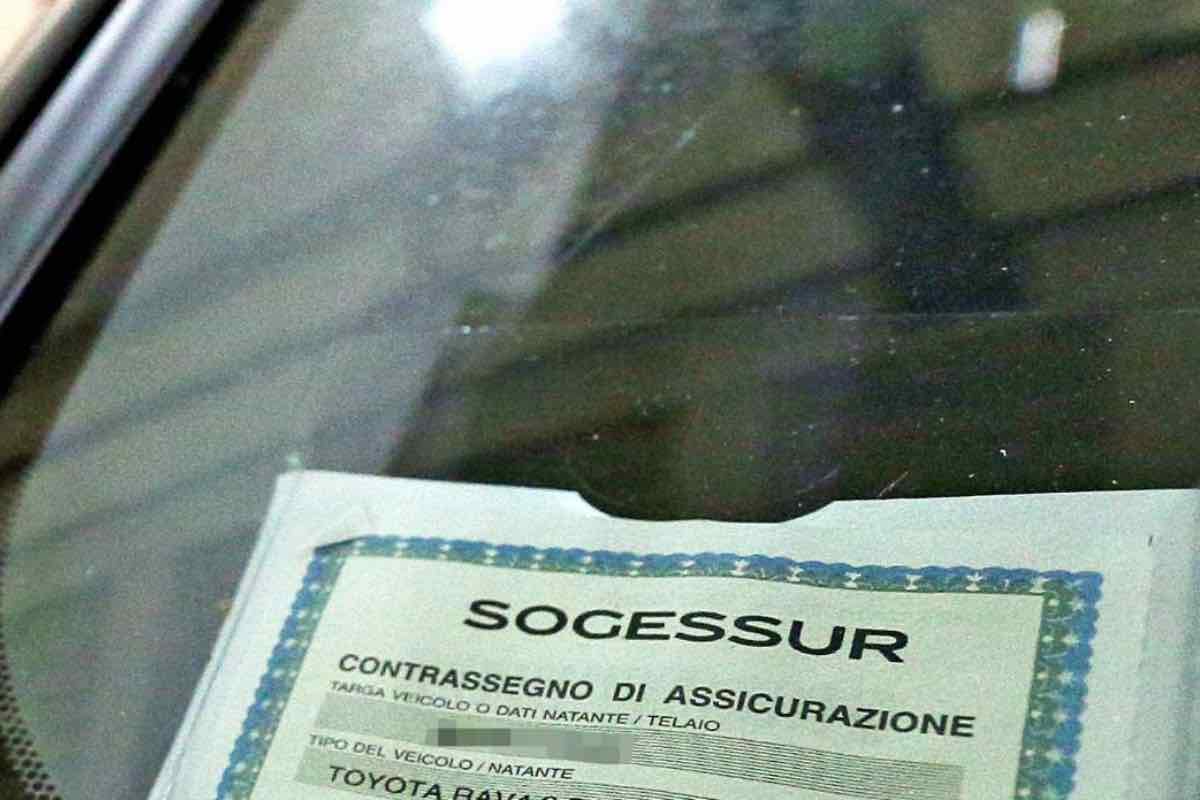 SOGESSUR
CONTRASSEGNO DI ASSICURAZIONE
TARGA VEICOLO O DATI NATANTE / TELAIO
TIPO DEL VEICOLO / NATANTE
TOYOTA